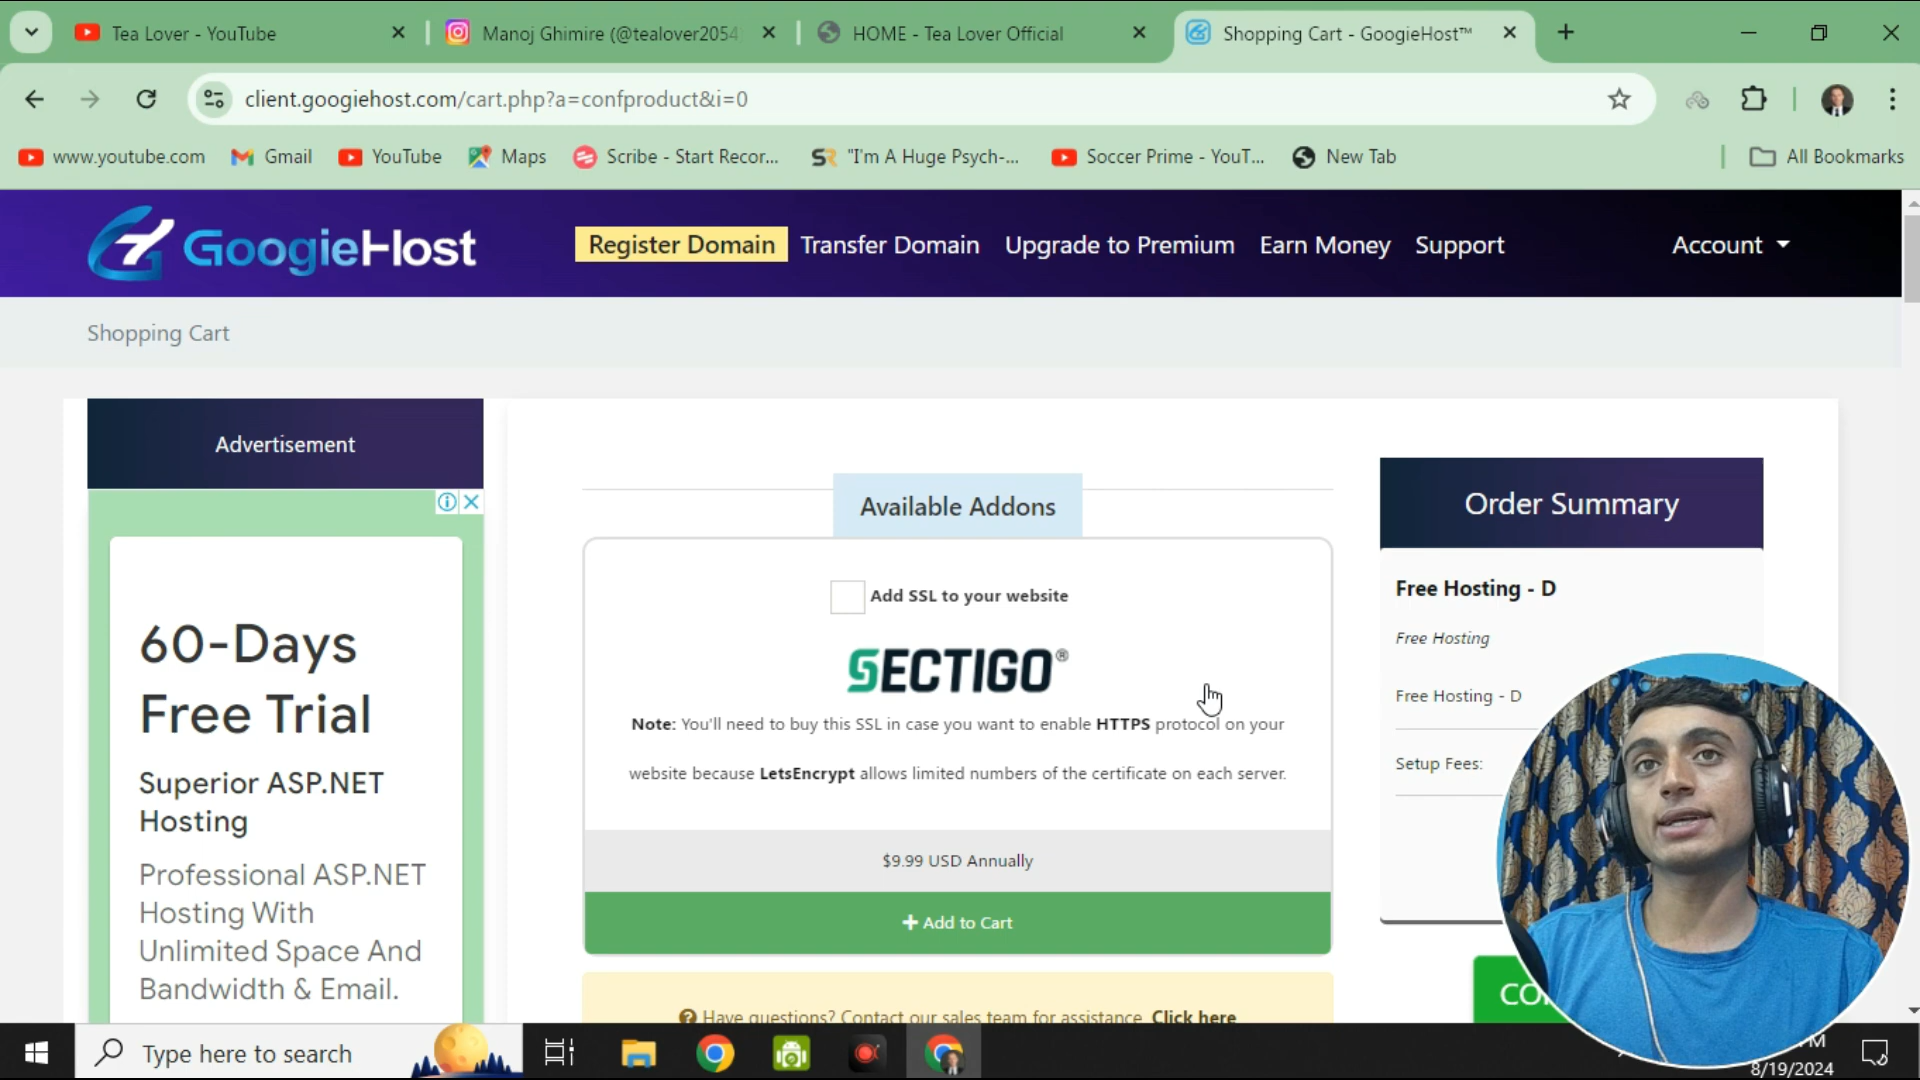 Tea Lover - YouTube
Manoj Ghimire (@tealover2054
HOME - Tea Lover Official
Shopping Cart - GoogieHost™
client.googiehost.com/cart.php?a=confproduct&i=0
www.youtube.com
Gmail
YouTube
Maps
Scribe - Start Recor...
"I'm A Huge Psych-...
Soccer Prime - YouT...
New Tab
All Bookmarks
GoogieHost
Register Domain
Transfer Domain
Upgrade to Premium
Earn Money
Support
Account
Shopping Cart
Advertisement
60-Days
Free Trial
Superior ASP.NET
Hosting
Professional ASP.NET
Hosting With
Unlimited Space And
Bandwidth & Email.
Available Addons
Add SSL to your website
SECTIGO®
Note: You'll need to buy this SSL in case you want to enable HTTPS protocol on your
website because LetsEncrypt allows limited numbers of the certificate on each server.
$9.99 USD Annually
+ Add to Cart
Have questions? Contact our sales team for assistance. Click here
Order Summary
Free Hosting - D
Free Hosting
Free Hosting - D
Setup Fees:
Type here to search
8/19/2024